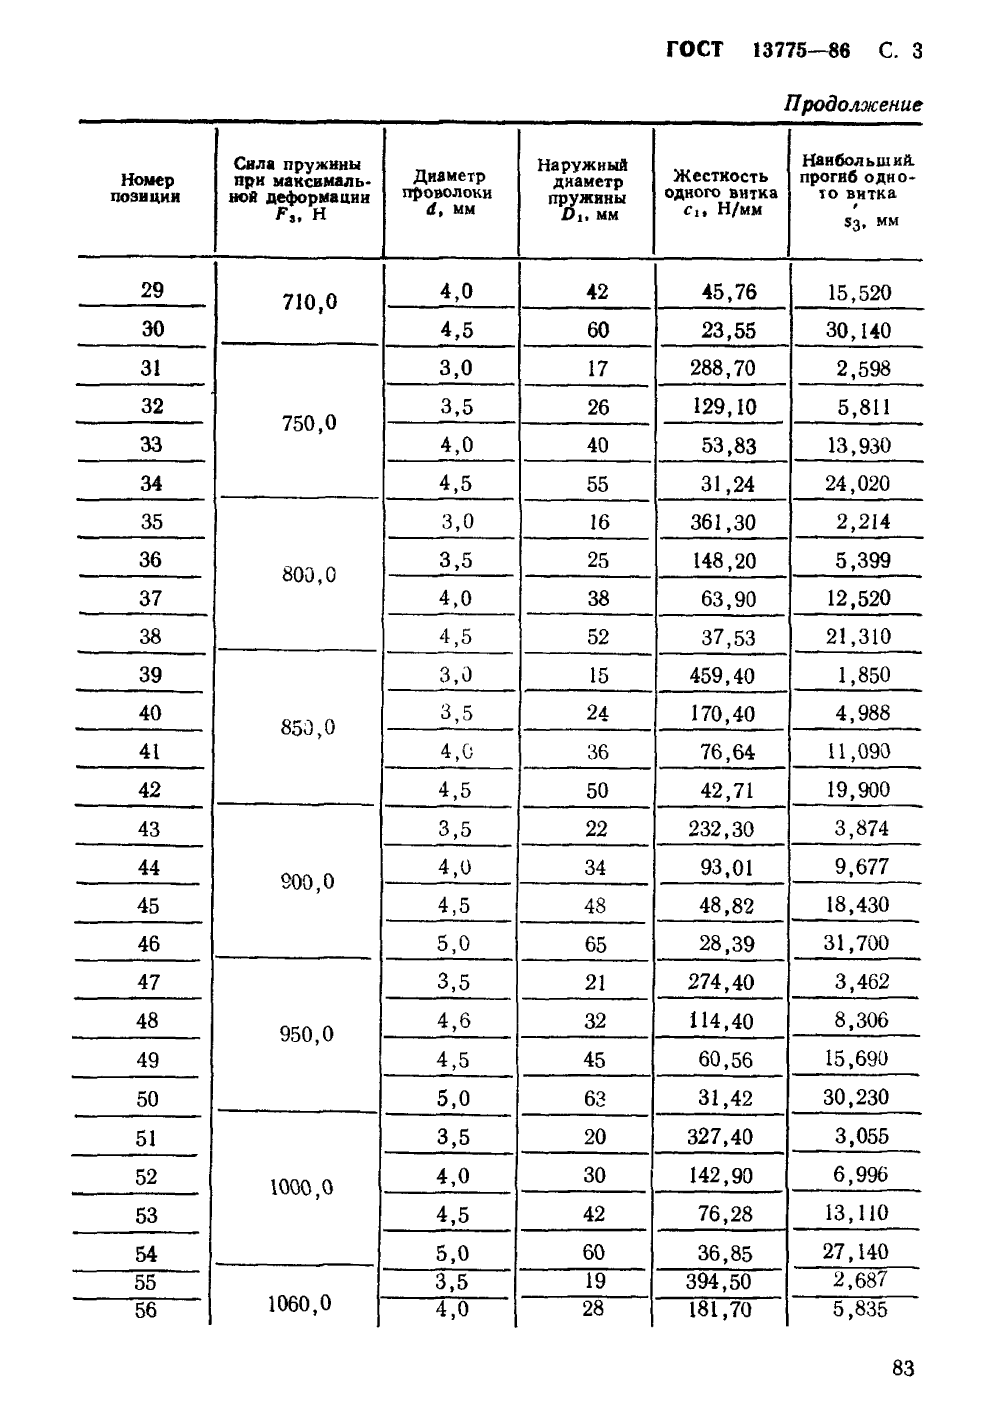 ГОСТ 13775—86 С. 3
Продолжение
Номер позиции | Сила пружины при максималь- ной деформации F₃, Н | Диаметр проволоки d, мм | Наружный диаметр пружины D₁, мм | Жесткость одного витка c₁, Н/мм | Наибольший прогиб одно- го витка s′₃, мм
29 710,0 4,0 42 45,76 15,520
30 4,5 60 23,55 30,140
31 750,0 3,0 17 288,70 2,598
32 3,5 26 129,10 5,811
33 4,0 40 53,83 13,930
34 4,5 55 31,24 24,020
35 800,0 3,0 16 361,30 2,214
36 3,5 25 148,20 5,399
37 4,0 38 63,90 12,520
38 4,5 52 37,53 21,310
39 850,0 3,0 15 459,40 1,850
40 3,5 24 170,40 4,988
41 4,0 36 76,64 11,090
42 4,5 50 42,71 19,900
43 900,0 3,5 22 232,30 3,874
44 4,0 34 93,01 9,677
45 4,5 48 48,82 18,430
46 5,0 65 28,39 31,700
47 950,0 3,5 21 274,40 3,462
48 4,6 32 114,40 8,306
49 4,5 45 60,56 15,690
50 5,0 63 31,42 30,230
51 1000,0 3,5 20 327,40 3,055
52 4,0 30 142,90 6,996
53 4,5 42 76,28 13,110
54 5,0 60 36,85 27,140
55 1060,0 3,5 19 394,50 2,687
56 4,0 28 181,70 5,835
83